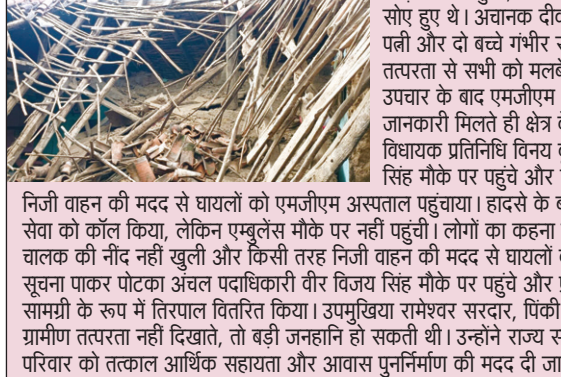 सोए हुए थे। अचानक
पत्नी और दो बच्चे गंभीर
तत्परता से सभी को
उपचार के बाद एमजीएम
जानकारी मिलते ही क्षेत्र
विधायक प्रतिनिधि विनय
सिंह मौके पर पहुंचे और
निजी वाहन की मदद से घायलों को एमजीएम अस्पताल पहुंचाया। हादसे के
सेवा को कॉल किया, लेकिन एम्बुलेंस मौके पर नहीं पहुंची। लोगों का कहना
चालक की नींद नहीं खुली और किसी तरह निजी वाहन की मदद से घायलों
सूचना पाकर पोटका अंचल पदाधिकारी वीर विजय सिंह मौके पर पहुंचे और
सामग्री के रूप में तिरपाल वितरित किया। उपमुखिया रामेश्वर सरदार, पिंकी
ग्रामीण तत्परता नहीं दिखाते, तो बड़ी जनहानि हो सकती थी। उन्होंने राज्य
परिवार को तत्काल आर्थिक सहायता और आवास पुनर्निर्माण की मदद दी